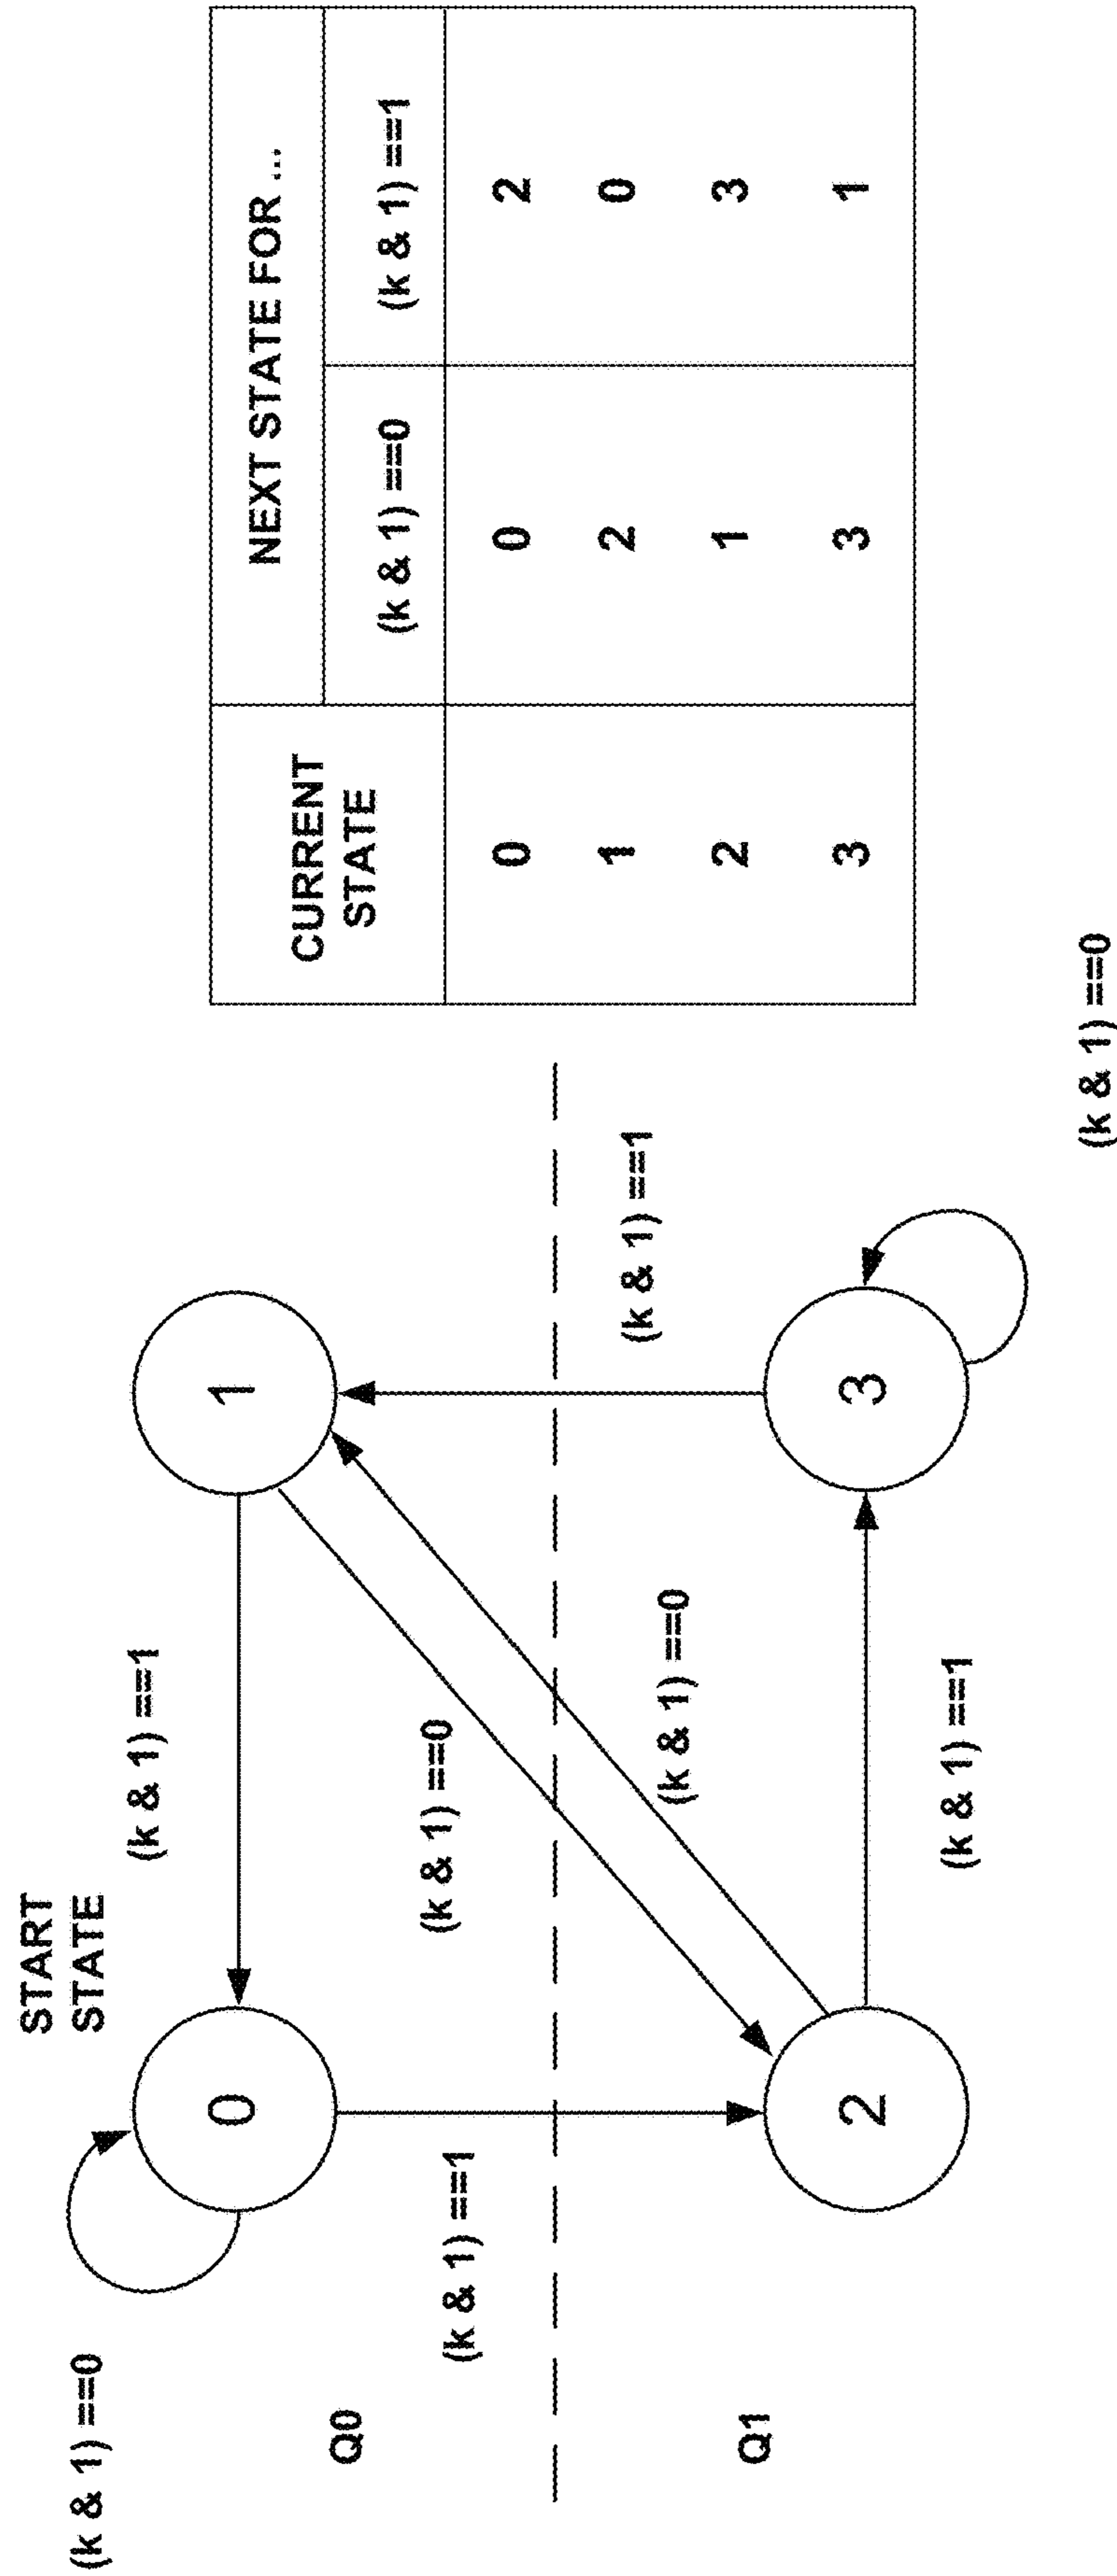 START
STATE
(k & 1) ==0
(k & 1) ==1
0
1
Q0
(k & 1) ==1
(k & 1) ==0
(k & 1) ==1
(k & 1) ==0
Q1
2
3
(k & 1) ==1
(k & 1) ==0
CURRENT STATE
NEXT STATE FOR ...
(k & 1) ==0 (k & 1) ==1
0 0 2
1 2 0
2 1 3
3 3 1